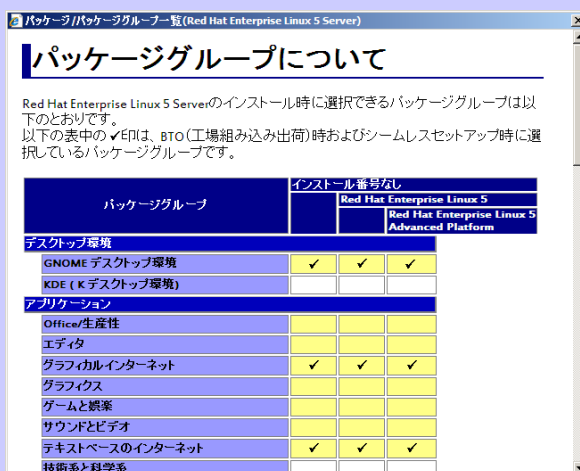 パッケージ/パッケージグループ一覧(Red Hat Enterprise Linux 5 Server)
パッケージグループについて
Red Hat Enterprise Linux 5 Serverのインストール時に選択できるパッケージグループは以
下のとおりです。
以下の表中の ✓印は、BTO(工場組み込み出荷)時およびシームレスセットアップ時に選
択しているパッケージグループです。
パッケージグループ
インストール番号なし
Red Hat Enterprise Linux 5
Red Hat Enterprise Linux 5
Advanced Platform
デスクトップ環境
GNOME デスクトップ環境 ✓ ✓ ✓
KDE ( K デスクトップ環境)
アプリケーション
Office/生産性
エディタ
グラフィカルインターネット ✓ ✓ ✓
グラフィクス
ゲームと娯楽
サウンドとビデオ
テキストベースのインターネット ✓ ✓ ✓
技術系と科学系